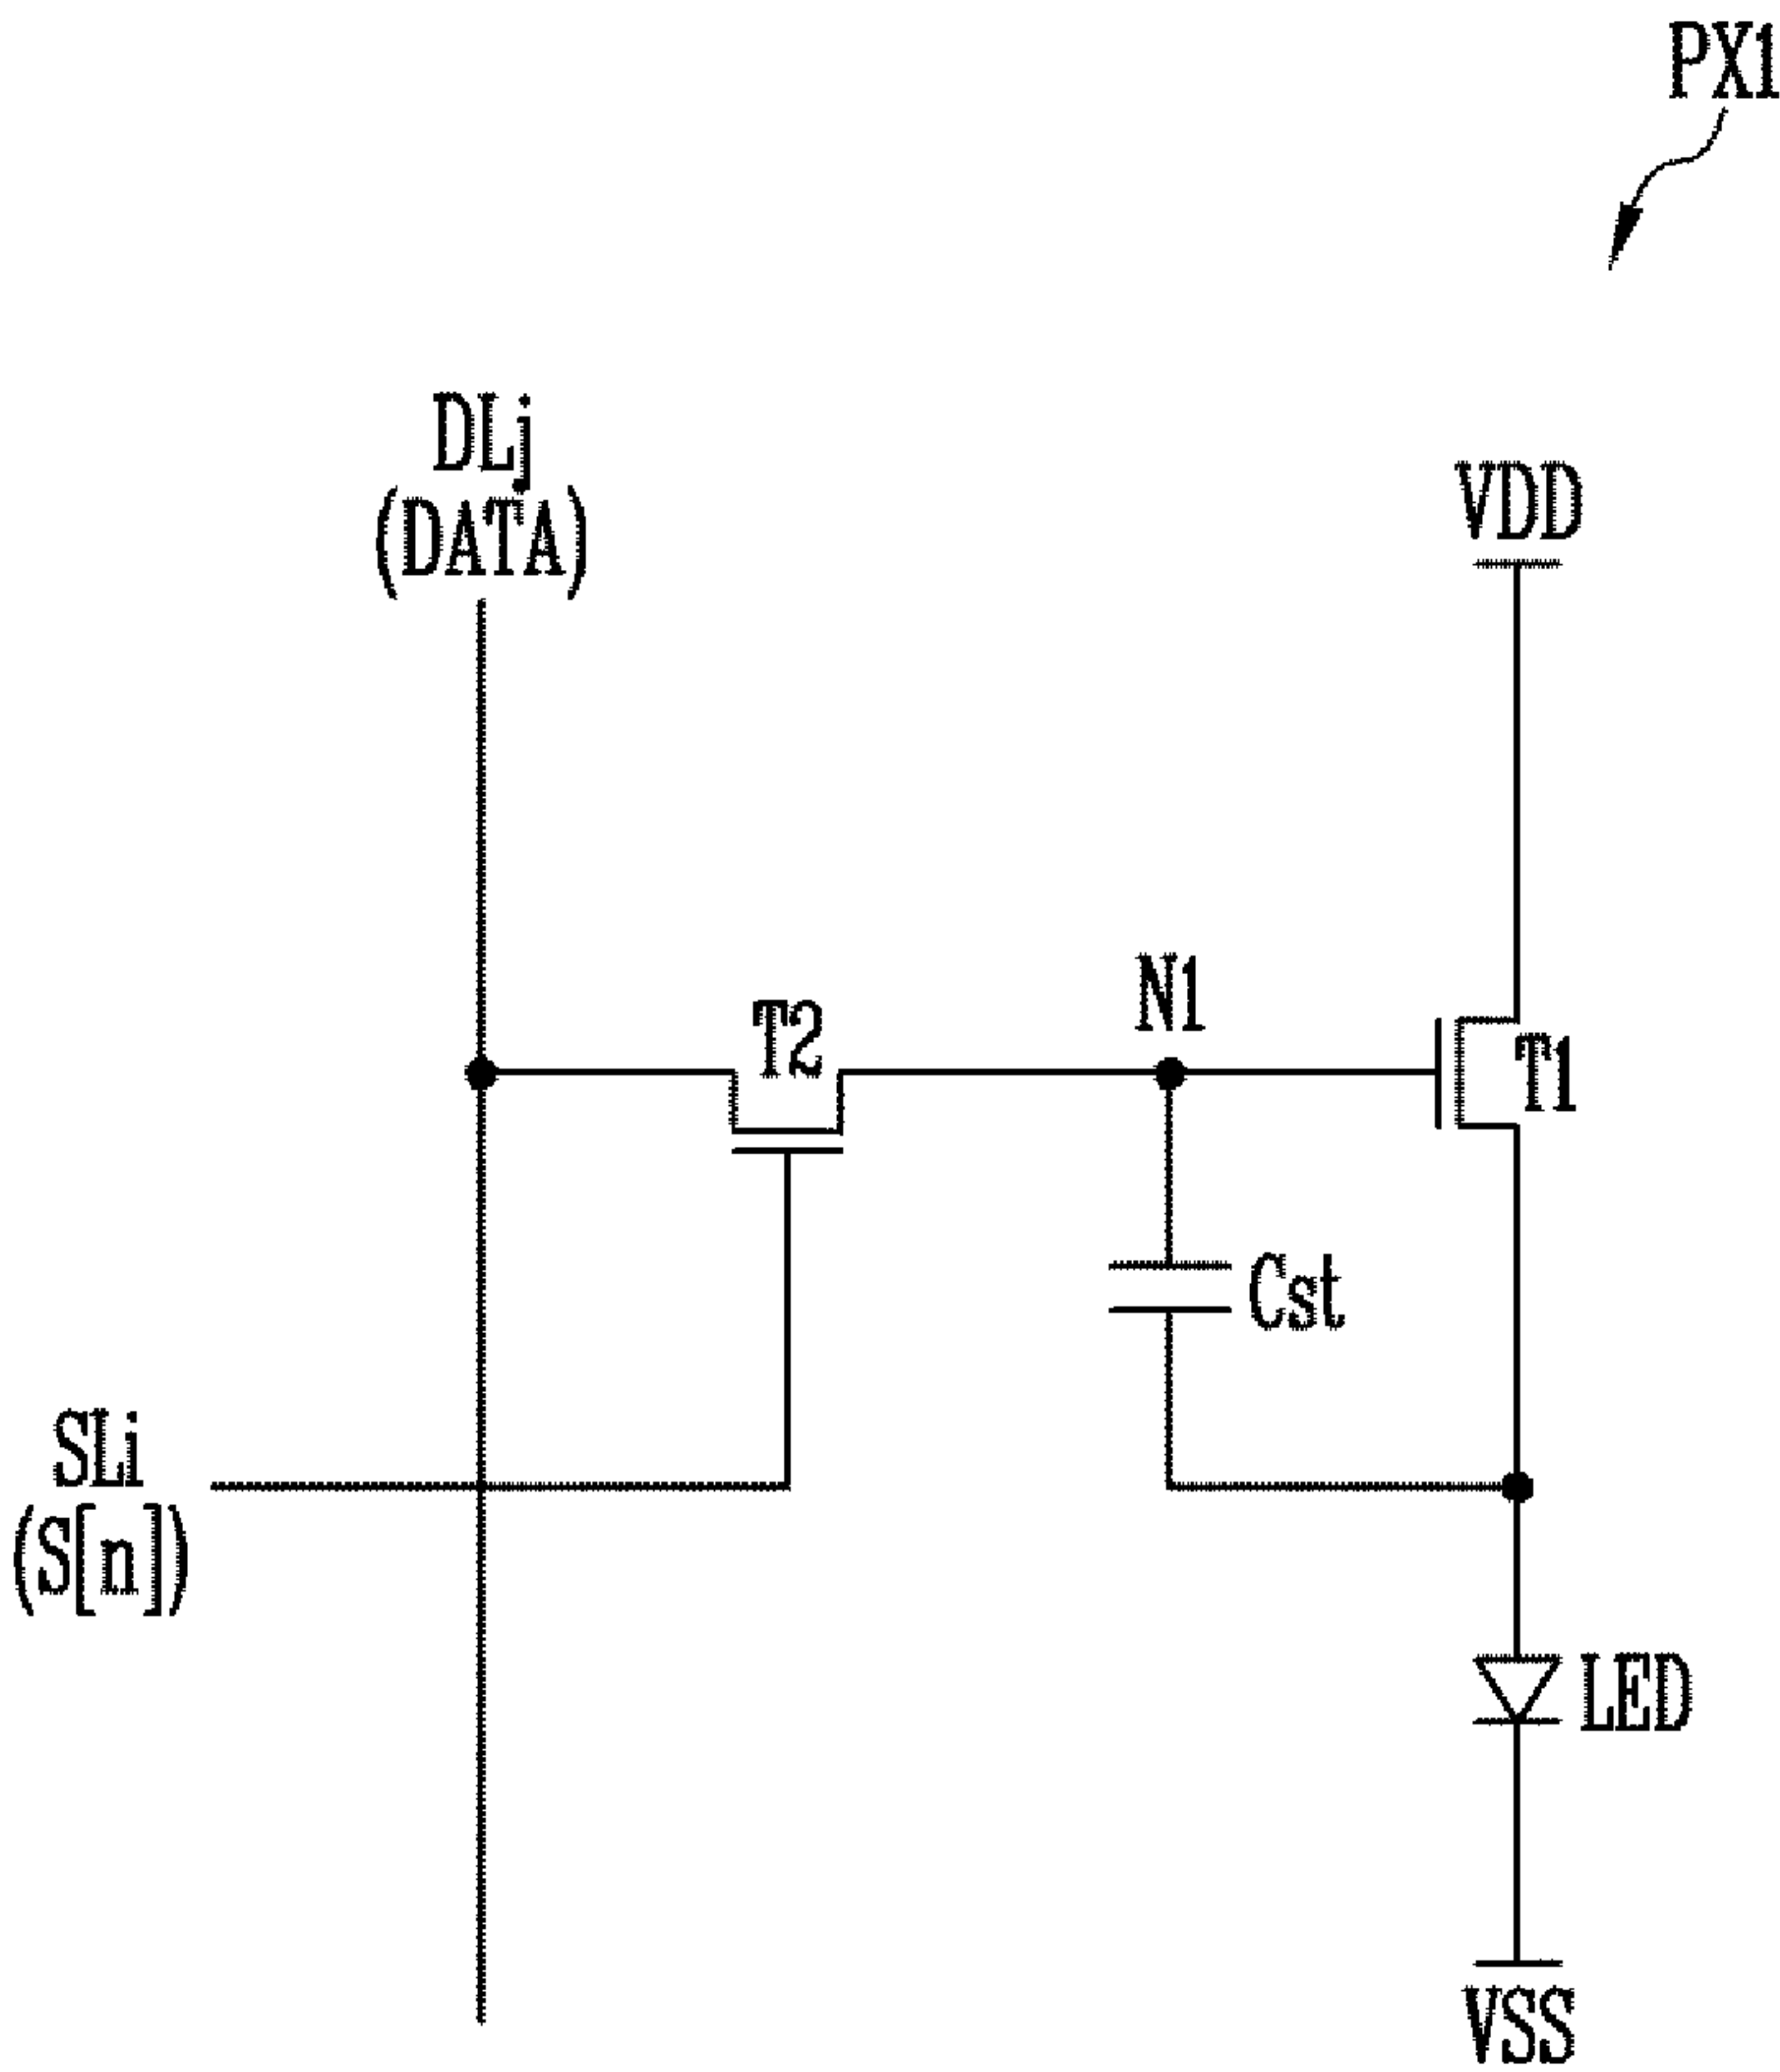 PX1
DLj
(DATA)
VDD
N1
T2
T1
Cst
SLi
(S[n])
LED
VSS